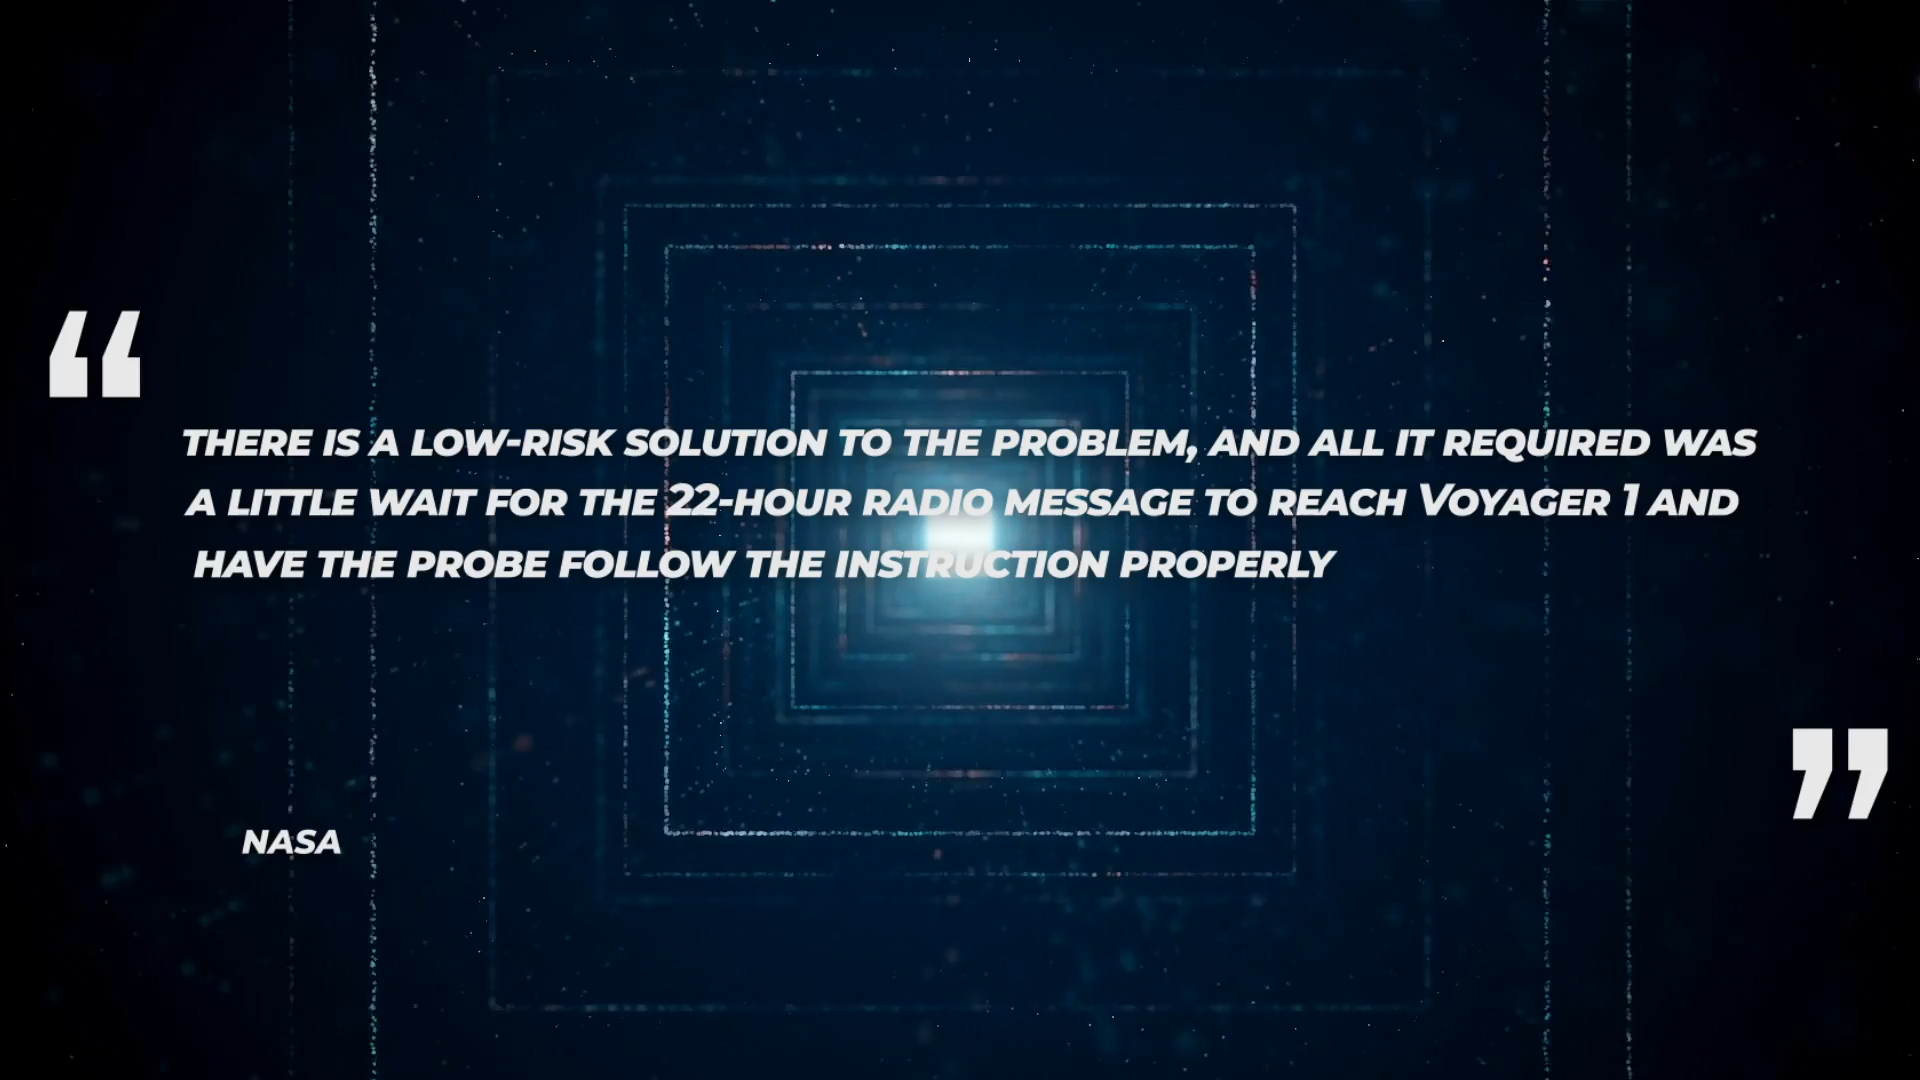 “
THERE IS A LOW-RISK SOLUTION TO THE PROBLEM, AND ALL IT REQUIRED WAS
A LITTLE WAIT FOR THE 22-HOUR RADIO MESSAGE TO REACH VOYAGER 1 AND
HAVE THE PROBE FOLLOW THE INSTRUCTION PROPERLY
”
NASA